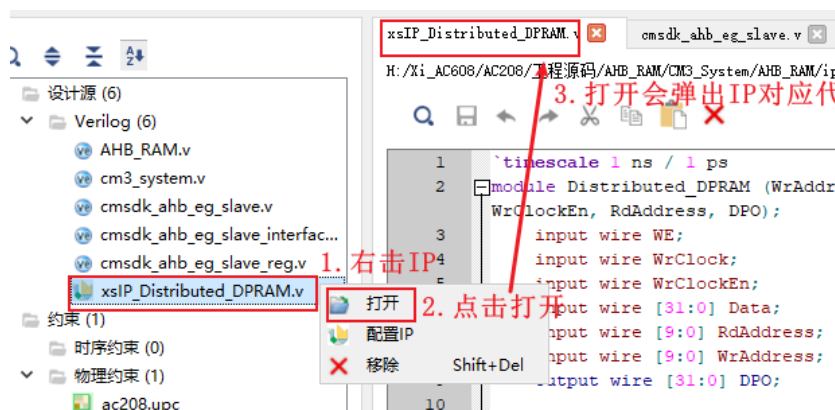 xsIP_Distributed_DPRAM.v
cmsdk_ahb_eg_slave.v
H:/Xi_AC608/AC208/工程源码/AHB_RAM/CM3_System/AHB_RAM/ip
3.打开会弹出IP对应代
设计源 (6)
Verilog (6)
AHB_RAM.v
cm3_system.v
cmsdk_ahb_eg_slave.v
cmsdk_ahb_eg_slave_interfac...
cmsdk_ahb_eg_slave_reg.v
xsIP_Distributed_DPRAM.v
约束 (1)
时序约束 (0)
物理约束 (1)
ac208.upc
1.右击IP
打开
配置IP
移除 Shift+Del
2.点击打开
1 `timescale 1 ns / 1 ps
2 module Distributed_DPRAM (WrAddr
WrClockEn, RdAddress, DPO);
3 input wire WE;
4 input wire WrClock;
5 input wire WrClockEn;
input wire [31:0] Data;
input wire [9:0] RdAddress;
input wire [9:0] WrAddress;
output wire [31:0] DPO;
10